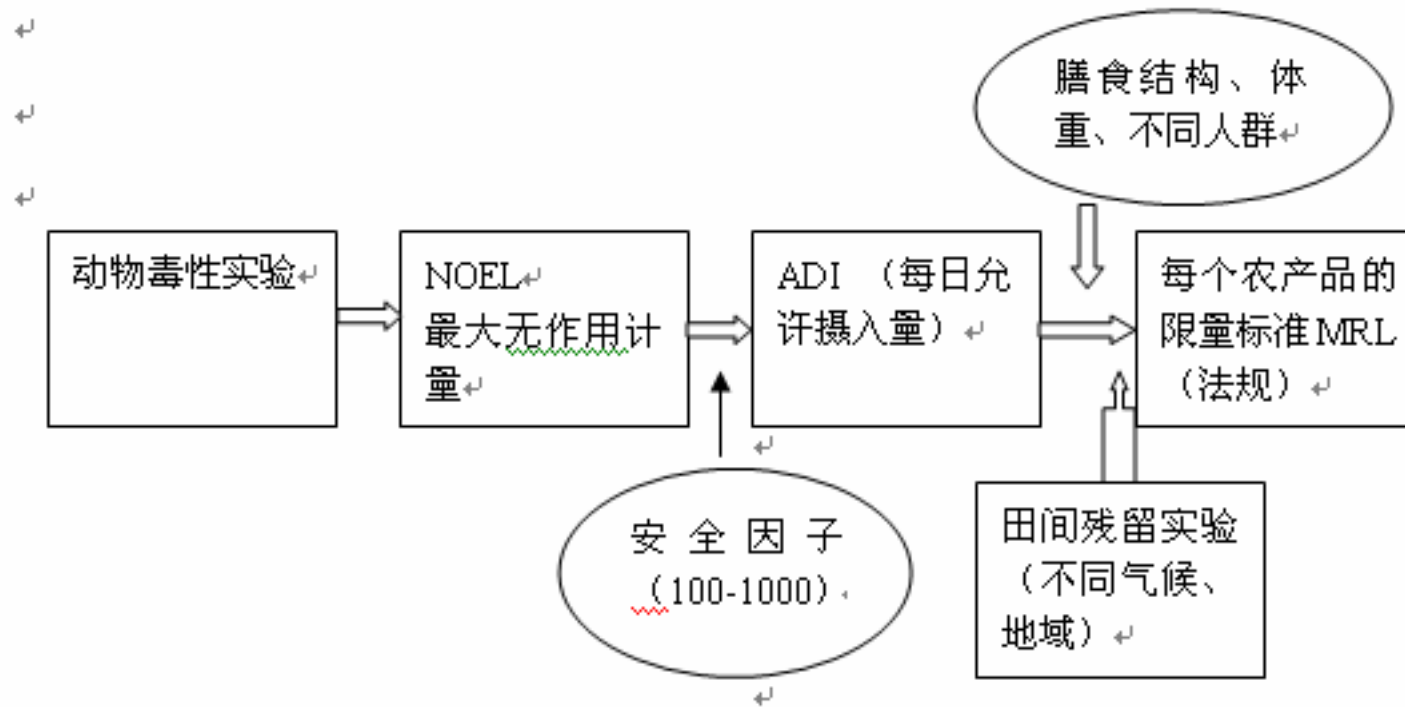 膳食结构、体
重、不同人群
动物毒性实验
NOEL
最大无作用计
量
ADI （每日允
许摄入量）
每个农产品的
限量标准MRL
（法规）
安全因子
（100-1000）
田间残留实验
（不同气候、
地域）